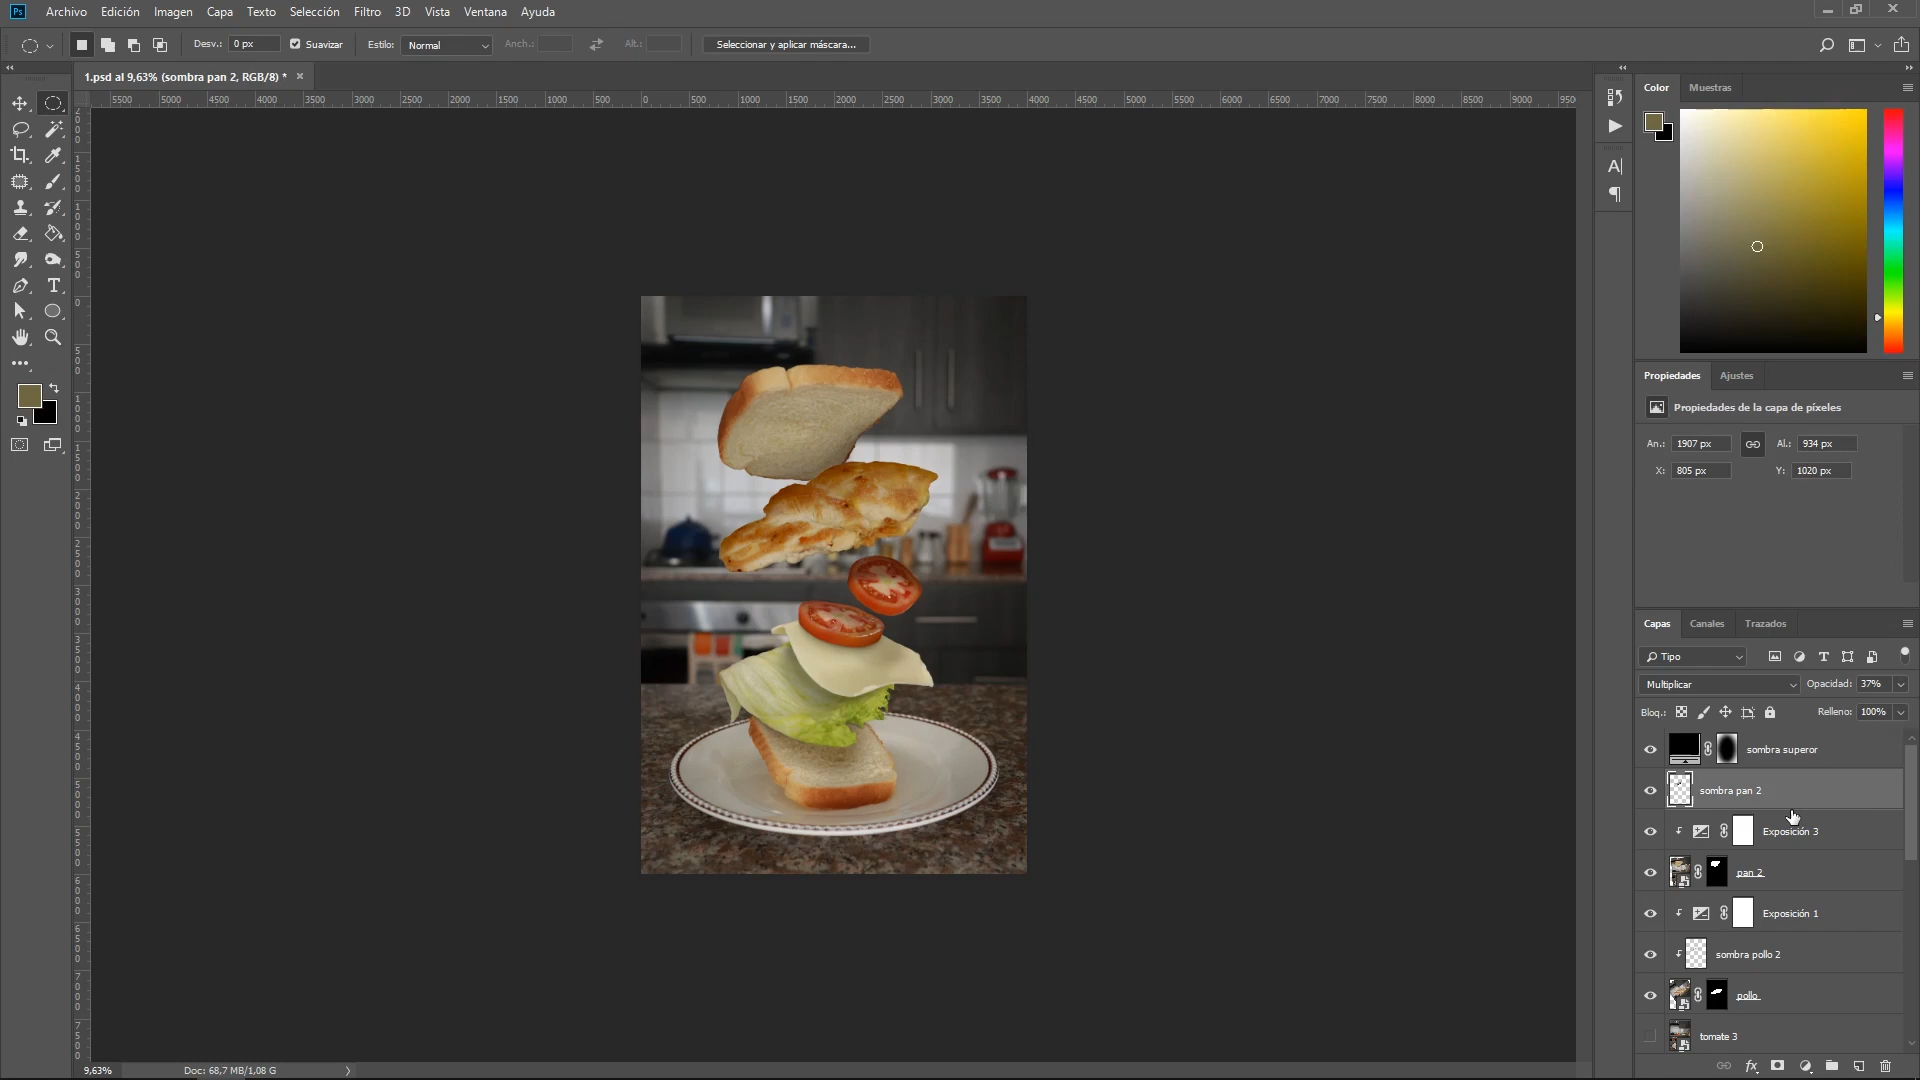 Ps Archivo Edición Imagen Capa Texto Selección Filtro 3D Vista Ventana Ayuda
Desv.: 0 px Suavizar Estilo: Normal Anch.: Alt.: Seleccionar y aplicar máscara...
1.psd al 9,63% (sombra pan 2, RGB/8) * ×
5500 5000 4500 4000 3500 3000 2500 2000 1500 1000 500 0 500 1000 1500 2000 2500 3000 3500 4000 4500 5000 5500 6000 6500 7000 7500 8000 8500 9000 950
Color Muestras
Propiedades Ajustes
Propiedades de la capa de píxeles
An.: 1907 px Al.: 934 px
X: 805 px Y: 1020 px
Capas Canales Trazados
Tipo
Multiplicar Opacidad: 37%
Bloq.: Relleno: 100%
sombra superor
sombra pan 2
Exposición 3
pan 2
Exposición 1
sombra pollo 2
pollo
tomate 3
fx
9,63% Doc: 68,7 MB/1,08 G